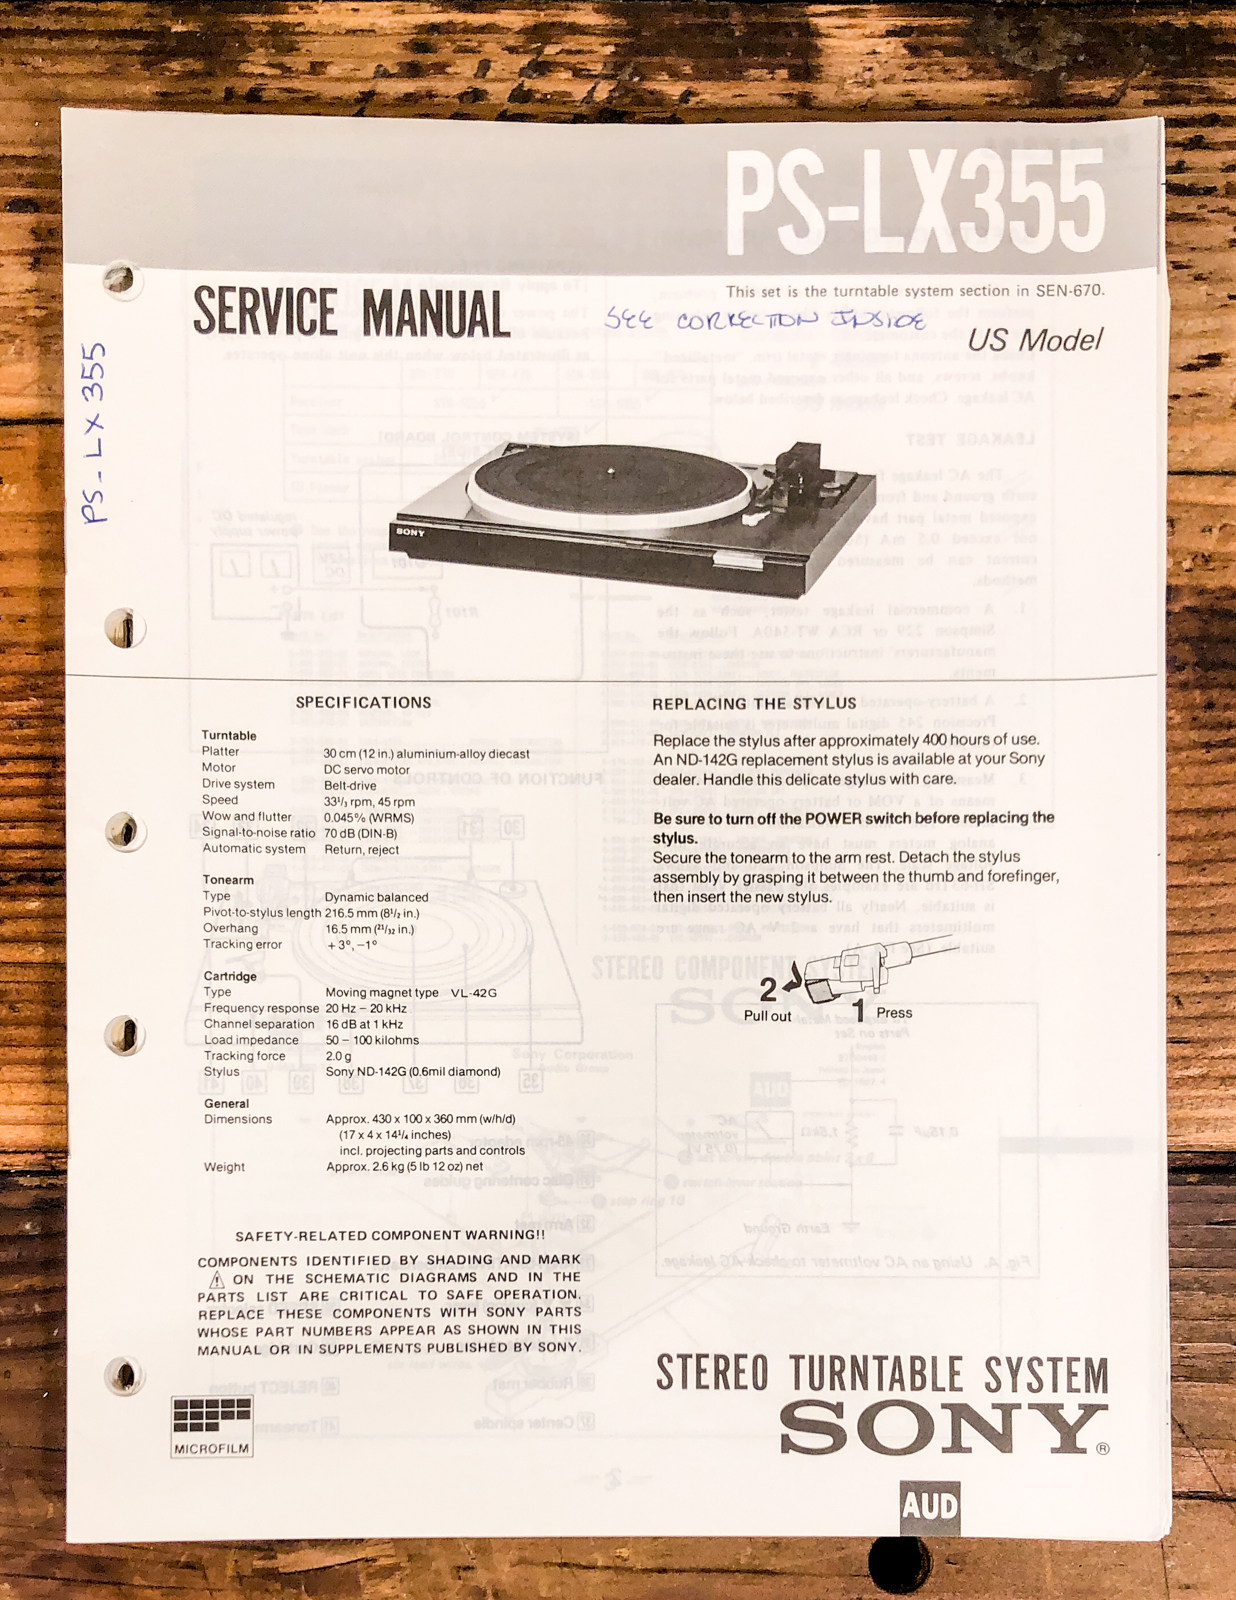 PS-LX355
SERVICE MANUAL
This set is the turntable system section in SEN-670.
SEE CORRECTION INSIDE
US Model
PS-LX 355
SONY
SPECIFICATIONS
Turntable
Platter 30 cm (12 in.) aluminium-alloy diecast
Motor DC servo motor
Drive system Belt-drive
Speed 33⅓ rpm, 45 rpm
Wow and flutter 0.045% (WRMS)
Signal-to-noise ratio 70 dB (DIN-B)
Automatic system Return, reject
Tonearm
Type Dynamic balanced
Pivot-to-stylus length 216.5 mm (8½ in.)
Overhang 16.5 mm (²¹/₃₂ in.)
Tracking error +3°, −1°
Cartridge
Type Moving magnet type VL-42G
Frequency response 20 Hz – 20 kHz
Channel separation 16 dB at 1 kHz
Load impedance 50 – 100 kilohms
Tracking force 2.0 g
Stylus Sony ND-142G (0.6mil diamond)
General
Dimensions Approx. 430 x 100 x 360 mm (w/h/d)
(17 x 4 x 14¼ inches)
incl. projecting parts and controls
Weight Approx. 2.6 kg (5 lb 12 oz) net
SAFETY-RELATED COMPONENT WARNING!!
COMPONENTS IDENTIFIED BY SHADING AND MARK
⚠ ON THE SCHEMATIC DIAGRAMS AND IN THE
PARTS LIST ARE CRITICAL TO SAFE OPERATION.
REPLACE THESE COMPONENTS WITH SONY PARTS
WHOSE PART NUMBERS APPEAR AS SHOWN IN THIS
MANUAL OR IN SUPPLEMENTS PUBLISHED BY SONY.
MICROFILM
REPLACING THE STYLUS
Replace the stylus after approximately 400 hours of use.
An ND-142G replacement stylus is available at your Sony
dealer. Handle this delicate stylus with care.
Be sure to turn off the POWER switch before replacing the
stylus.
Secure the tonearm to the arm rest. Detach the stylus
assembly by grasping it between the thumb and forefinger,
then insert the new stylus.
2
Pull out
1 Press
STEREO TURNTABLE SYSTEM
SONY®
AUD